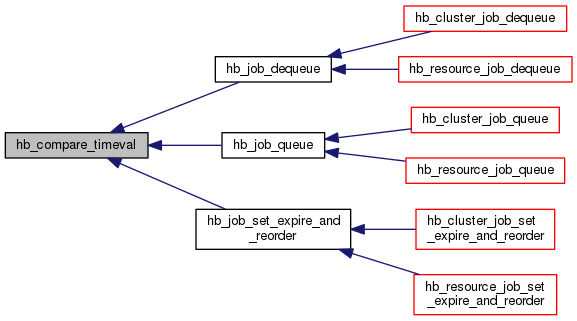 hb_cluster_job_dequeue
hb_job_dequeue
hb_resource_job_dequeue
hb_compare_timeval
hb_job_queue
hb_cluster_job_queue
hb_resource_job_queue
hb_job_set_expire_and
_reorder
hb_cluster_job_set
_expire_and_reorder
hb_resource_job_set
_expire_and_reorder